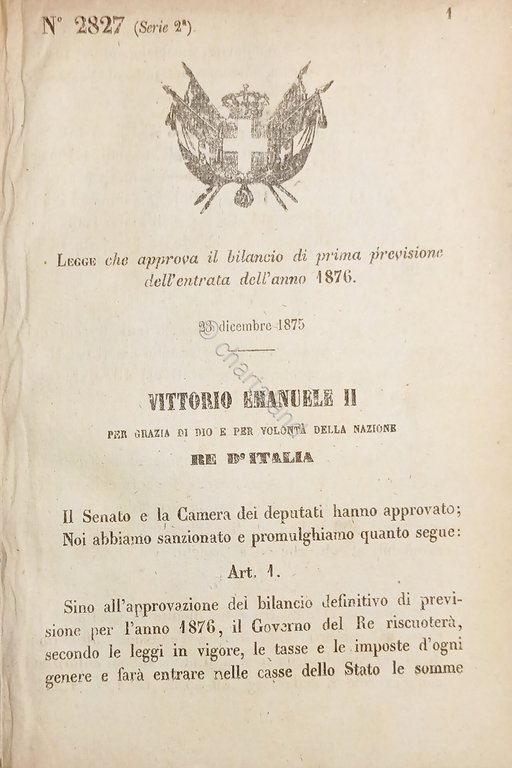 N° 2827 (Serie 2ª)
1
LEGGE che approva il bilancio di prima previsione
dell'entrata dell'anno 1876.
23 dicembre 1875
VITTORIO EMANUELE II
PER GRAZIA DI DIO E PER VOLONTÀ DELLA NAZIONE
RE D'ITALIA
Il Senato e la Camera dei deputati hanno approvato;
Noi abbiamo sanzionato e promulghiamo quanto segue:
Art. 1.
Sino all'approvazione del bilancio definitivo di previ-
sione per l'anno 1876, il Governo del Re riscuoterà,
secondo le leggi in vigore, le tasse e le imposte d'ogni
genere e farà entrare nelle casse dello Stato le somme